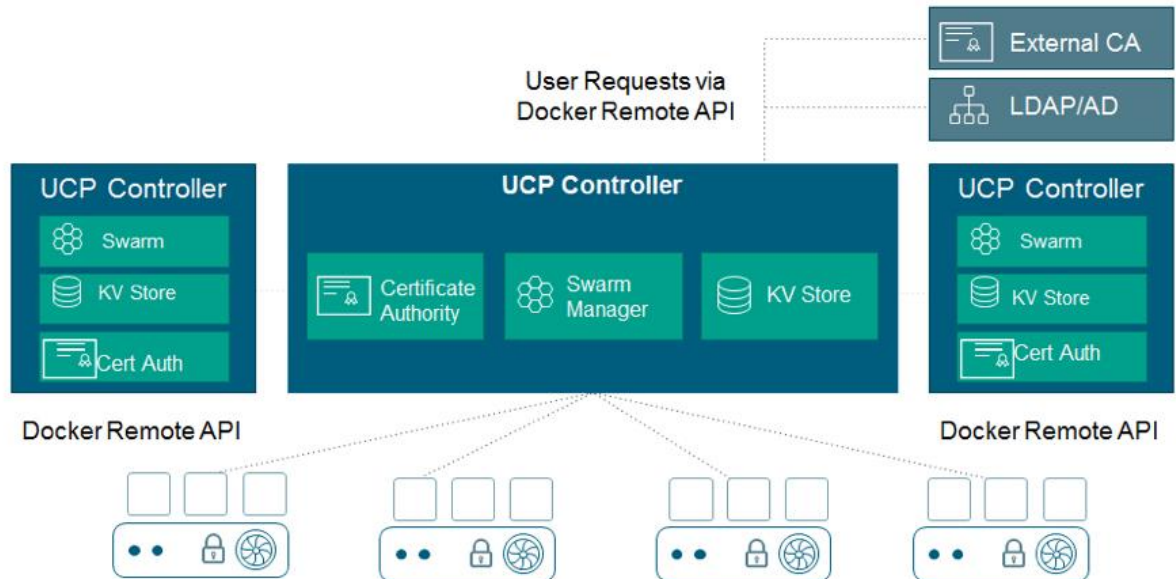 External CA
User Requests via
Docker Remote API
LDAP/AD
UCP Controller
Swarm
KV Store
Cert Auth
UCP Controller
Certificate
Authority
Swarm
Manager
KV Store
UCP Controller
Swarm
KV Store
Cert Auth
Docker Remote API
Docker Remote API